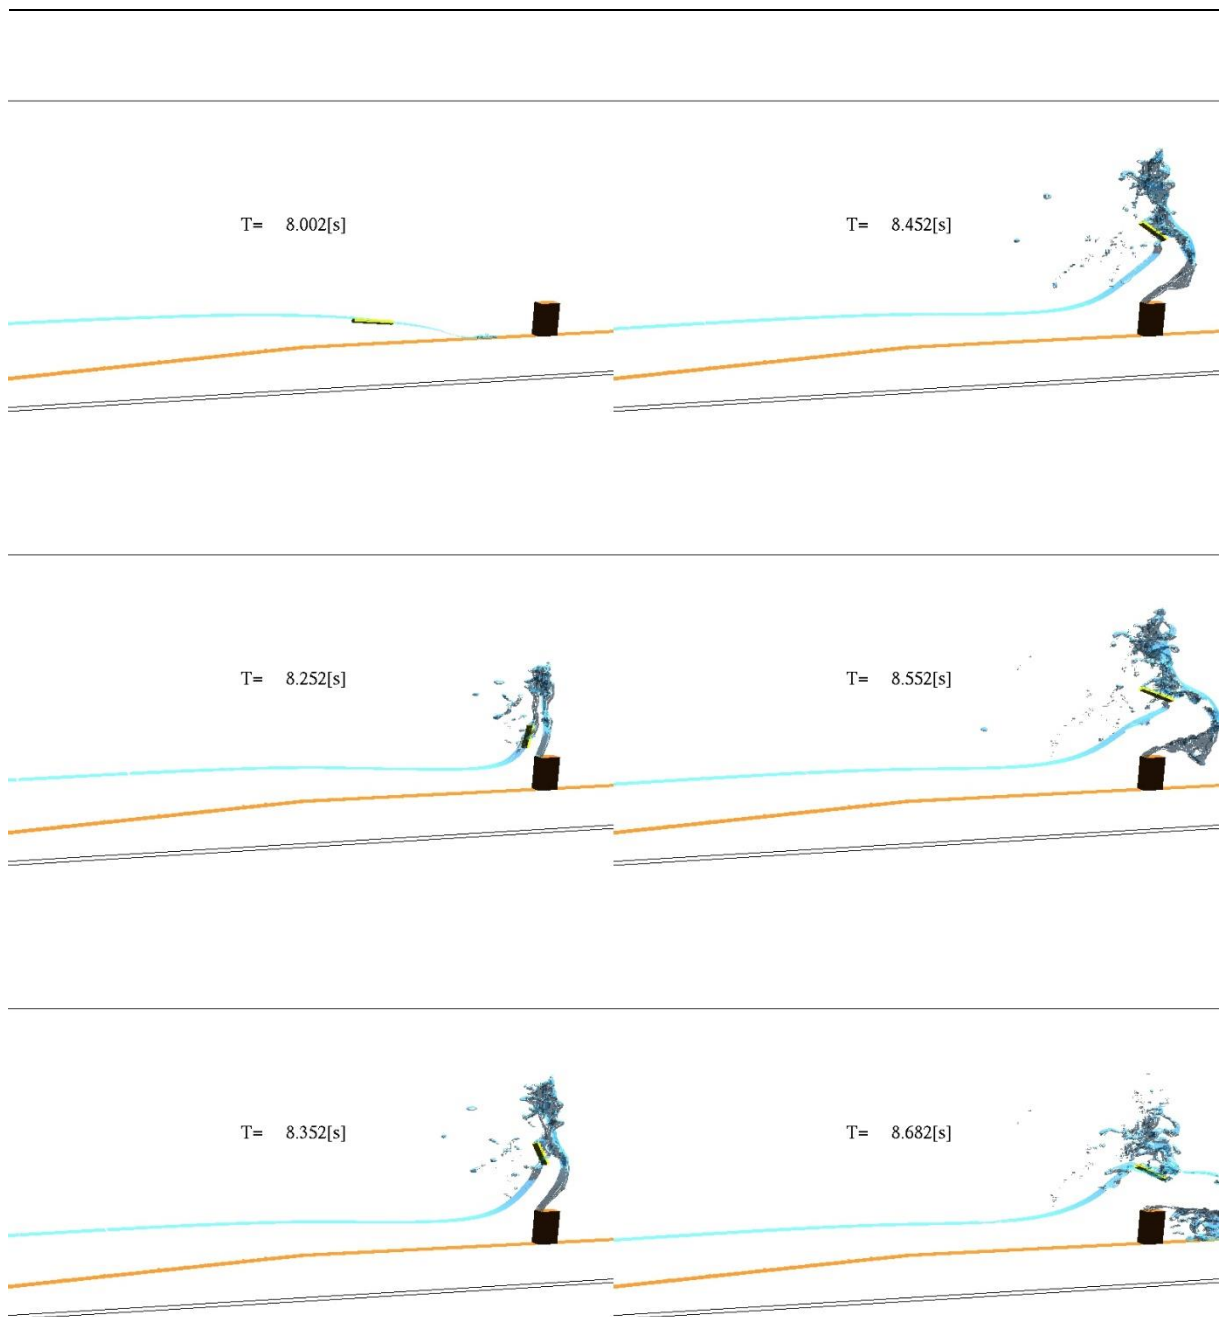 T= 8.002[s]
T= 8.452[s]
T= 8.252[s]
T= 8.552[s]
T= 8.352[s]
T= 8.682[s]